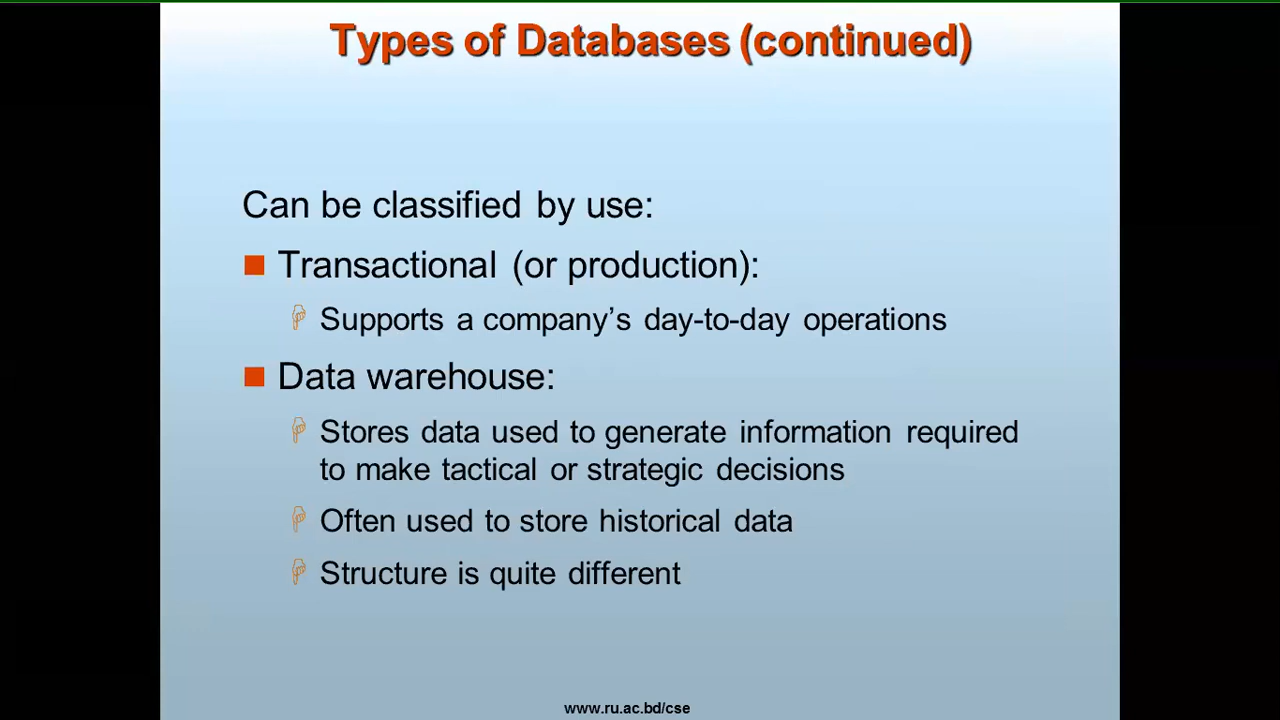 Types of Databases (continued)
Can be classified by use:
Transactional (or production):
Supports a company’s day-to-day operations
Data warehouse:
Stores data used to generate information required
to make tactical or strategic decisions
Often used to store historical data
Structure is quite different
www.ru.ac.bd/cse